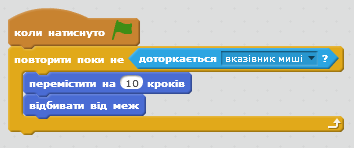 коли натиснуто
повторити поки не доторкається вказівник миші ?
перемістити на 10 кроків
відбивати від меж